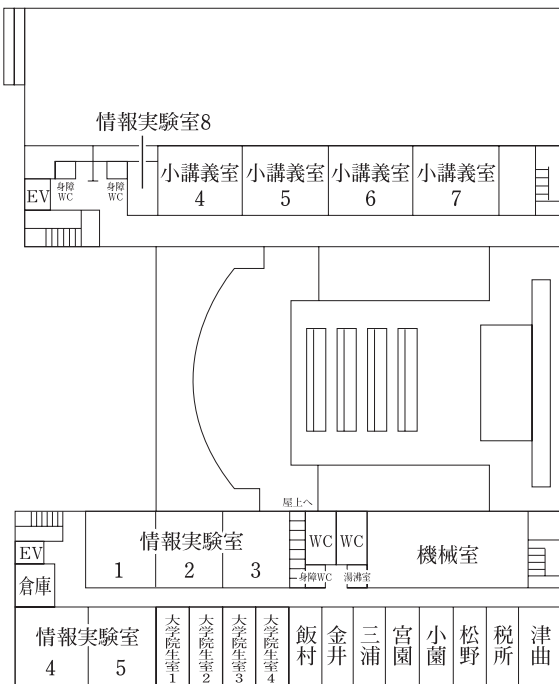 情報実験室8
小講義室 小講義室 小講義室 小講義室
4 5 6 7
EV
身障
WC
身障
WC
屋上へ
情報実験室
1 2 3
WC WC
機械室
EV
身障WC 湯沸室
倉庫
情報実験室
4 5
大学院生室1
大学院生室2
大学院生室3
大学院生室4
飯村
金井
三浦
宮園
小薗
松野
税所
津曲